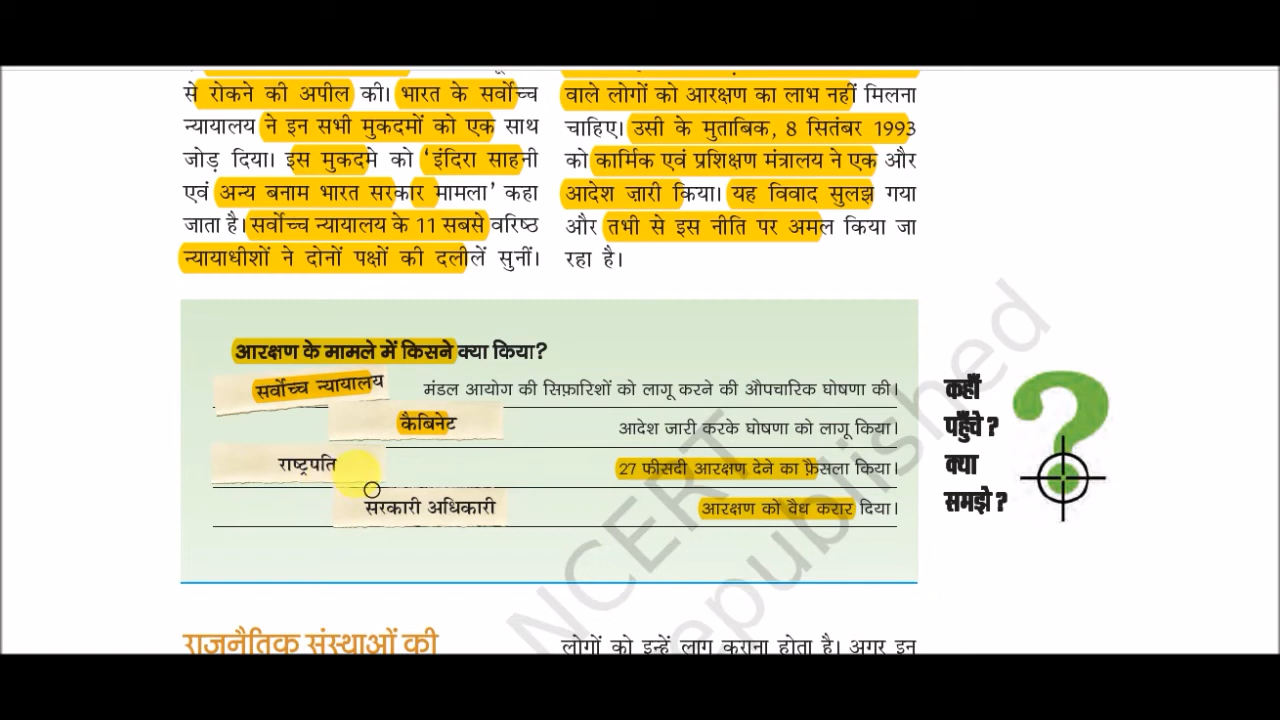 से रोकने की अपील की। भारत के सर्वोच्च
न्यायालय ने इन सभी मुकदमों को एक साथ
जोड़ दिया। इस मुकदमे को ‘इंदिरा साहनी
एवं अन्य बनाम भारत सरकार मामला’ कहा
जाता है। सर्वोच्च न्यायालय के 11 सबसे वरिष्ठ
न्यायाधीशों ने दोनों पक्षों की दलीलें सुनीं।
वाले लोगों को आरक्षण का लाभ नहीं मिलना
चाहिए। उसी के मुताबिक, 8 सितंबर 1993
को कार्मिक एवं प्रशिक्षण मंत्रालय ने एक और
आदेश ज़ारी किया। यह विवाद सुलझ गया
और तभी से इस नीति पर अमल किया जा
रहा है।
आरक्षण के मामले में किसने क्या किया?
सर्वोच्च न्यायालय मंडल आयोग की सिफ़ारिशों को लागू करने की औपचारिक घोषणा की।
कैबिनेट आदेश जारी करके घोषणा को लागू किया।
राष्ट्रपति 27 फीसदी आरक्षण देने का फ़ैसला किया।
सरकारी अधिकारी आरक्षण को वैध करार दिया।
कहाँ
पहुँचे?
क्या
समझे?
NCERT
republished
राजनैतिक संस्थाओं की
लोगों को इन्हें लागू कराना होता है। अगर इन